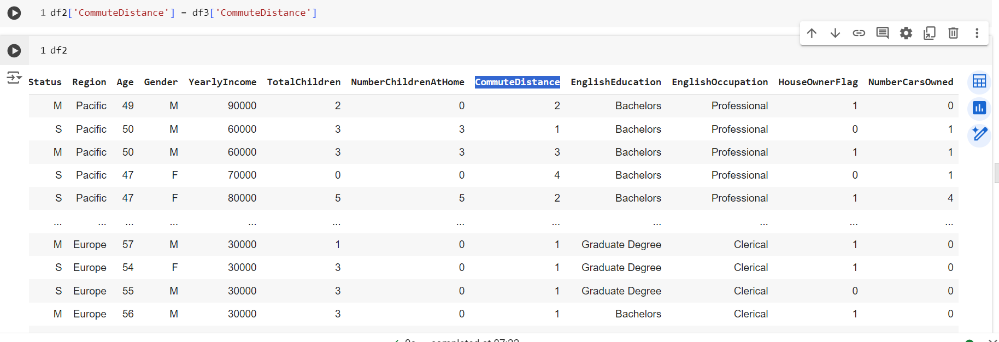 1 df2['CommuteDistance'] = df3['CommuteDistance']
1 df2
Status Region Age Gender YearlyIncome TotalChildren NumberChildrenAtHome CommuteDistance EnglishEducation EnglishOccupation HouseOwnerFlag NumberCarsOwned
M Pacific 49 M 90000 2 0 2 Bachelors Professional 1 0
S Pacific 50 M 60000 3 3 1 Bachelors Professional 0 1
M Pacific 50 M 60000 3 3 3 Bachelors Professional 1 1
S Pacific 47 F 70000 0 0 4 Bachelors Professional 0 1
S Pacific 47 F 80000 5 5 2 Bachelors Professional 1 4
... ... ... ... ... ... ... ... ... ... ... ...
M Europe 57 M 30000 1 0 1 Graduate Degree Clerical 1 0
S Europe 54 F 30000 3 0 1 Graduate Degree Clerical 1 0
S Europe 55 M 30000 3 0 1 Graduate Degree Clerical 0 0
M Europe 56 M 30000 3 0 1 Bachelors Clerical 1 0
completed at